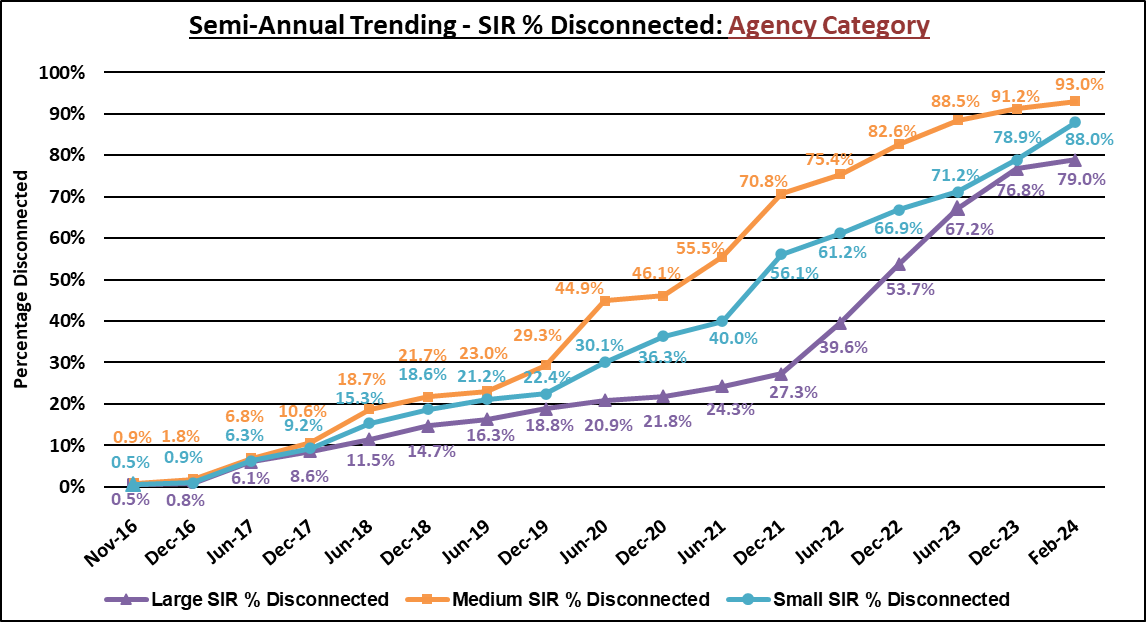 Semi-Annual Trending - SIR % Disconnected: Agency Category
Percentage Disconnected
100%
90%
80%
70%
60%
50%
40%
30%
20%
10%
0%
0.9% 1.8% 6.8% 10.6% 18.7% 21.7% 23.0% 29.3% 44.9% 46.1% 55.5% 70.8% 75.4% 82.6% 88.5% 91.2% 93.0%
0.5% 0.9% 6.3% 9.2% 15.3% 18.6% 21.2% 22.4% 30.1% 36.3% 40.0% 56.1% 61.2% 66.9% 71.2% 78.9% 88.0%
0.5% 0.8% 6.1% 8.6% 11.5% 14.7% 16.3% 18.8% 20.9% 21.8% 24.3% 27.3% 39.6% 53.7% 67.2% 76.8% 79.0%
Nov-16 Dec-16 Jun-17 Dec-17 Jun-18 Dec-18 Jun-19 Dec-19 Jun-20 Dec-20 Jun-21 Dec-21 Jun-22 Dec-22 Jun-23 Dec-23 Feb-24
Large SIR % Disconnected Medium SIR % Disconnected Small SIR % Disconnected